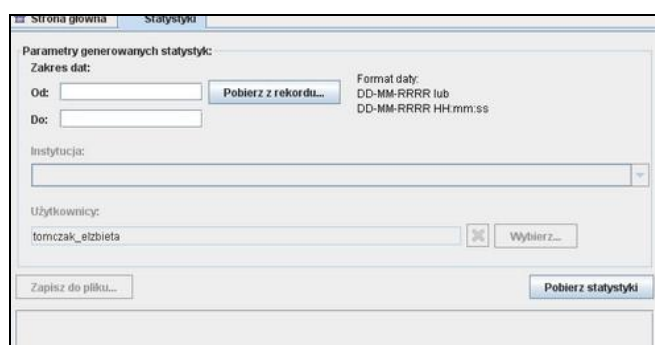 Strona główna Statystyki
Parametry generowanych statystyk:
Zakres dat:
Od: Pobierz z rekordu...
Do:
Format daty:
DD-MM-RRRR lub
DD-MM-RRRR HH:mm:ss
Instytucja:
Użytkownicy:
tomczak_elzbieta Wybierz...
Zapisz do pliku... Pobierz statystyki